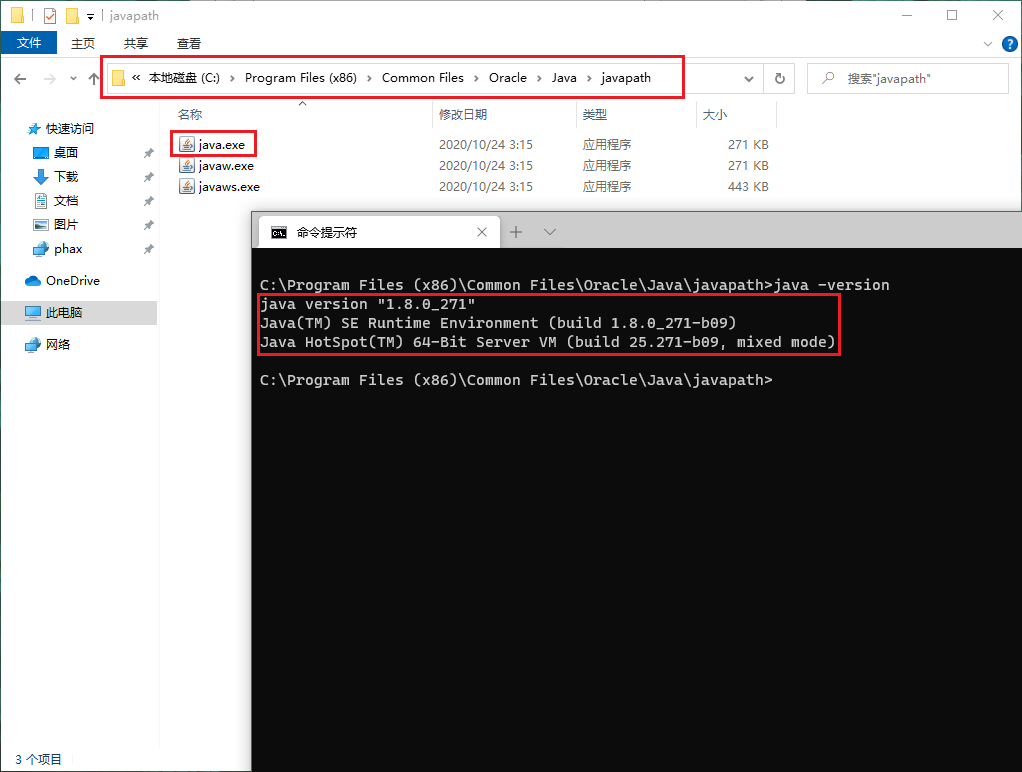 javapath
文件 主页 共享 查看
« 本地磁盘 (C:) › Program Files (x86) › Common Files › Oracle › Java › javapath
搜索"javapath"
名称 修改日期 类型 大小
java.exe 2020/10/24 3:15 应用程序 271 KB
javaw.exe 2020/10/24 3:15 应用程序 271 KB
javaws.exe 2020/10/24 3:15 应用程序 443 KB
快速访问
桌面
下载
文档
图片
phax
OneDrive
此电脑
网络
3 个项目
命令提示符
C:\Program Files (x86)\Common Files\Oracle\Java\javapath>java -version
java version "1.8.0_271"
Java(TM) SE Runtime Environment (build 1.8.0_271-b09)
Java HotSpot(TM) 64-Bit Server VM (build 25.271-b09, mixed mode)
C:\Program Files (x86)\Common Files\Oracle\Java\javapath>